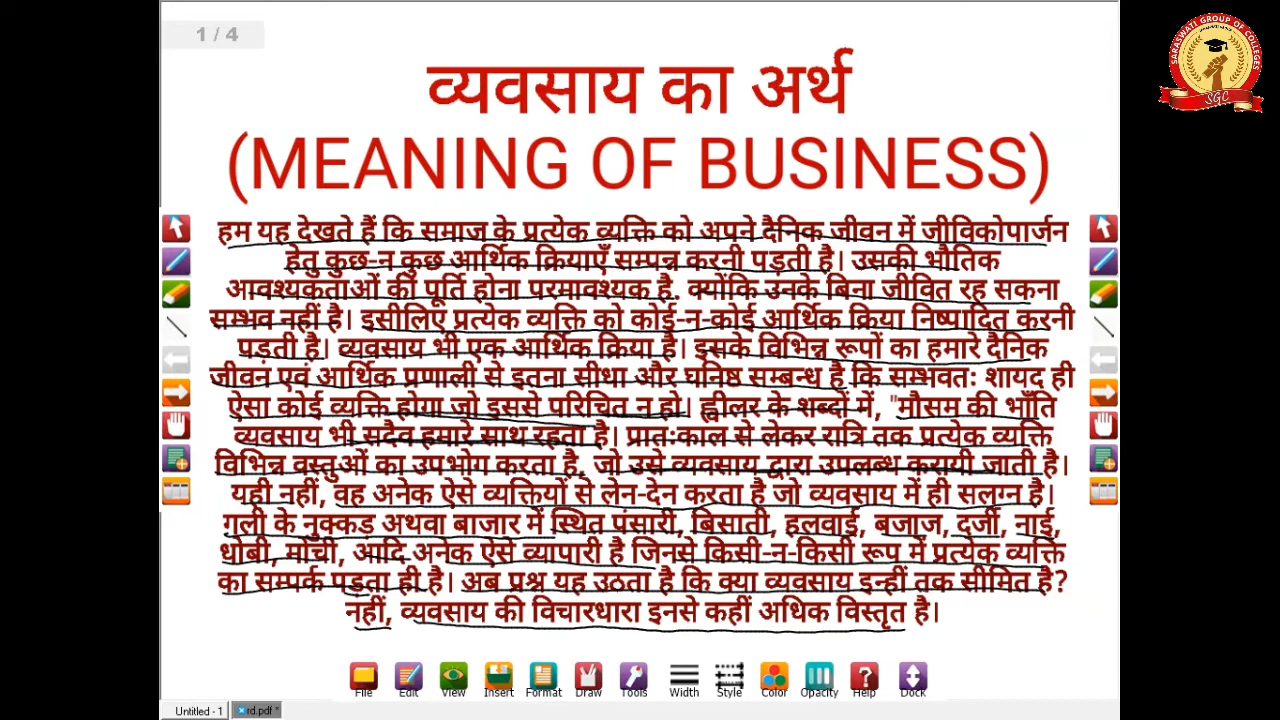 1 / 4
SARASWATI GROUP OF COLLEGES
SGC
व्यवसाय का अर्थ
(MEANING OF BUSINESS)
हम यह देखते हैं कि समाज के प्रत्येक व्यक्ति को अपने दैनिक जीवन में जीविकोपार्जन
हेतु कुछ-न कुछ आर्थिक क्रियाएँ सम्पन्न करनी पड़ती है। उसकी भौतिक
आवश्यकताओं की पूर्ति होना परमावश्यक है. क्योंकि उनके बिना जीवित रह सकना
सम्भव नहीं है। इसीलिए प्रत्येक व्यक्ति को कोई-न-कोई आर्थिक क्रिया निष्पादित करनी
पड़ती है। व्यवसाय भी एक आर्थिक क्रिया है। इसके विभिन्न रूपों का हमारे दैनिक
जीवन एवं आर्थिक प्रणाली से इतना सीधा और घनिष्ठ सम्बन्ध है कि सम्भवतः शायद ही
ऐसा कोई व्यक्ति होगा जो इससे परिचित न हो। ह्वीलर के शब्दों में, "मौसम की भाँति
व्यवसाय भी सदैव हमारे साथ रहता है। प्रातःकाल से लेकर रात्रि तक प्रत्येक व्यक्ति
विभिन्न वस्तुओं का उपभोग करता है. जो उसे व्यवसाय द्वारा उपलब्ध करायी जाती है।
यही नहीं, वह अनेक ऐसे व्यक्तियों से लेन-देन करता है जो व्यवसाय में ही सलग्न है।
गली के नुक्कड़ अथवा बाजार में स्थित पंसारी, बिसाती, हलवाई, बजाज, दर्जी, नाई,
धोबी, मोची, आदि अनेक ऐसे व्यापारी है जिनसे किसी-न-किसी रूप में प्रत्येक व्यक्ति
का सम्पर्क पड़ता ही है। अब प्रश्न यह उठता है कि क्या व्यवसाय इन्हीं तक सीमित है?
नहीं, व्यवसाय की विचारधारा इनसे कहीं अधिक विस्तृत है।
File Edit View Insert Format Draw Tools Width Style Color Opacity Help Dock
Untitled - 1 rd.pdf *